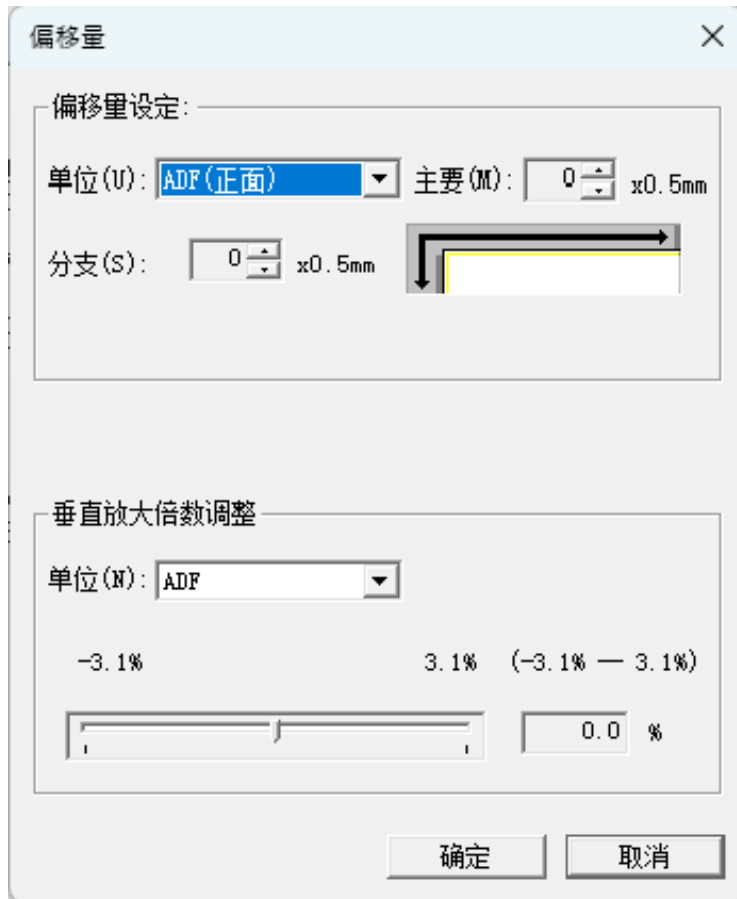 偏移量
偏移量设定:
单位(U): ADF(正面) 主要(M): 0 x0.5mm
分支(S): 0 x0.5mm
垂直放大倍数调整
单位(N): ADF
-3.1% 3.1% (-3.1% — 3.1%)
0.0 %
确定 取消